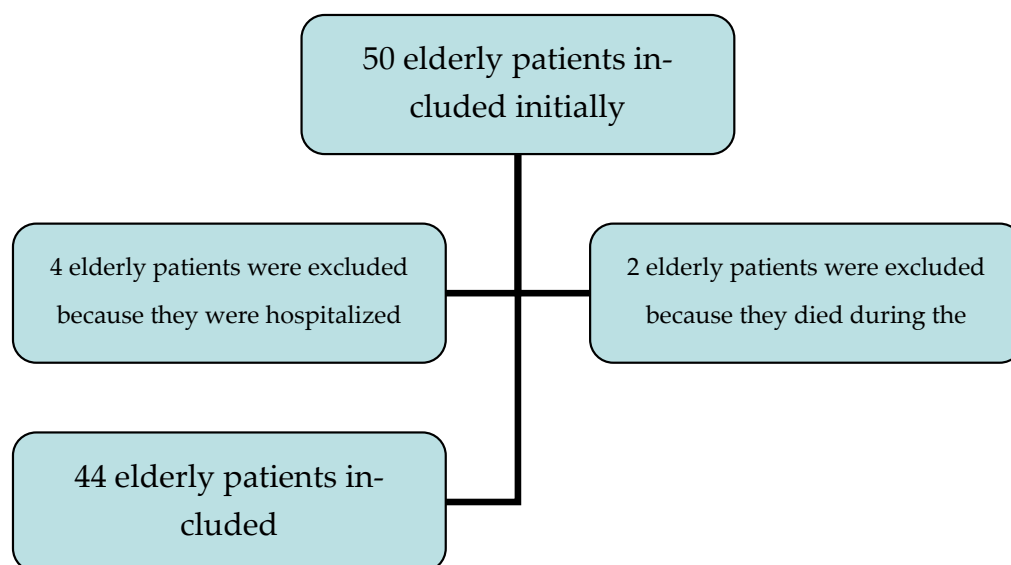 50 elderly patients in-
cluded initially
4 elderly patients were excluded
because they were hospitalized
2 elderly patients were excluded
because they died during the
44 elderly patients in-
cluded